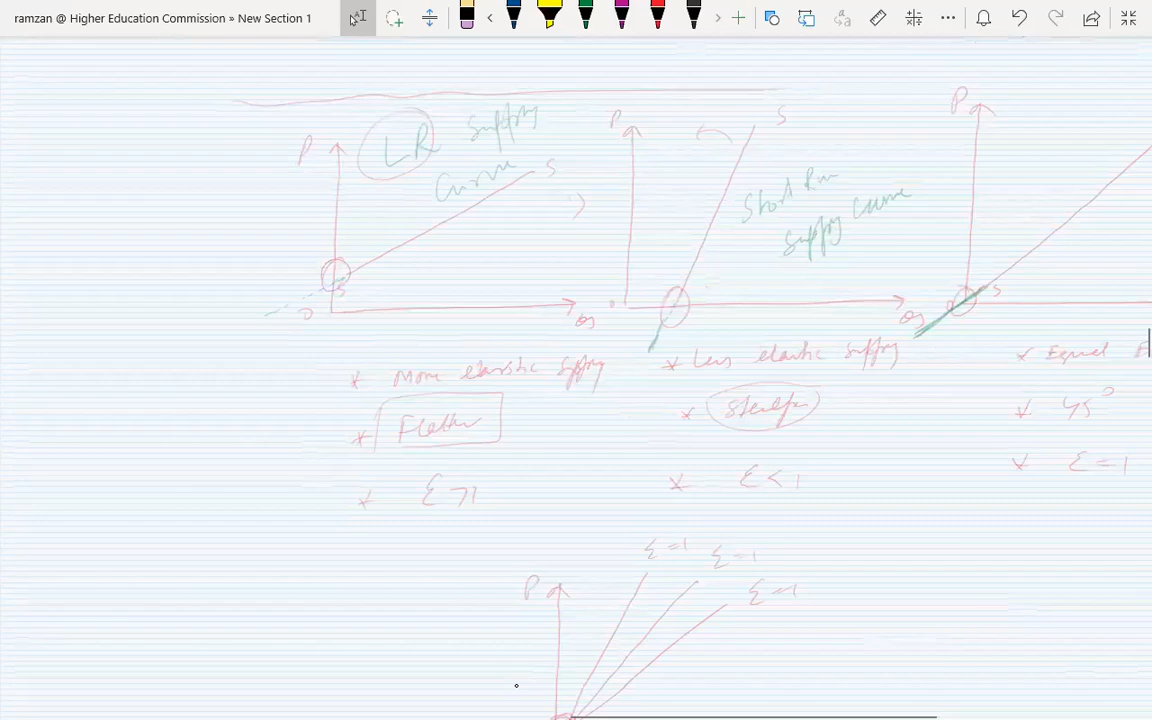 ramzan @ Higher Education Commission » New Section 1
P
LR Supply
Curve
S
O
Qs
* More elastic Supply
* Flatter
* Ɛ>1
P
S
Short Run
Supply Curve
o
Qs
* Less elastic Supply
* Steeper
* Ɛ<1
P
S
* Equal E
* 45°
* Ɛ=1
P
Ɛ=1
Ɛ=1
Ɛ=1